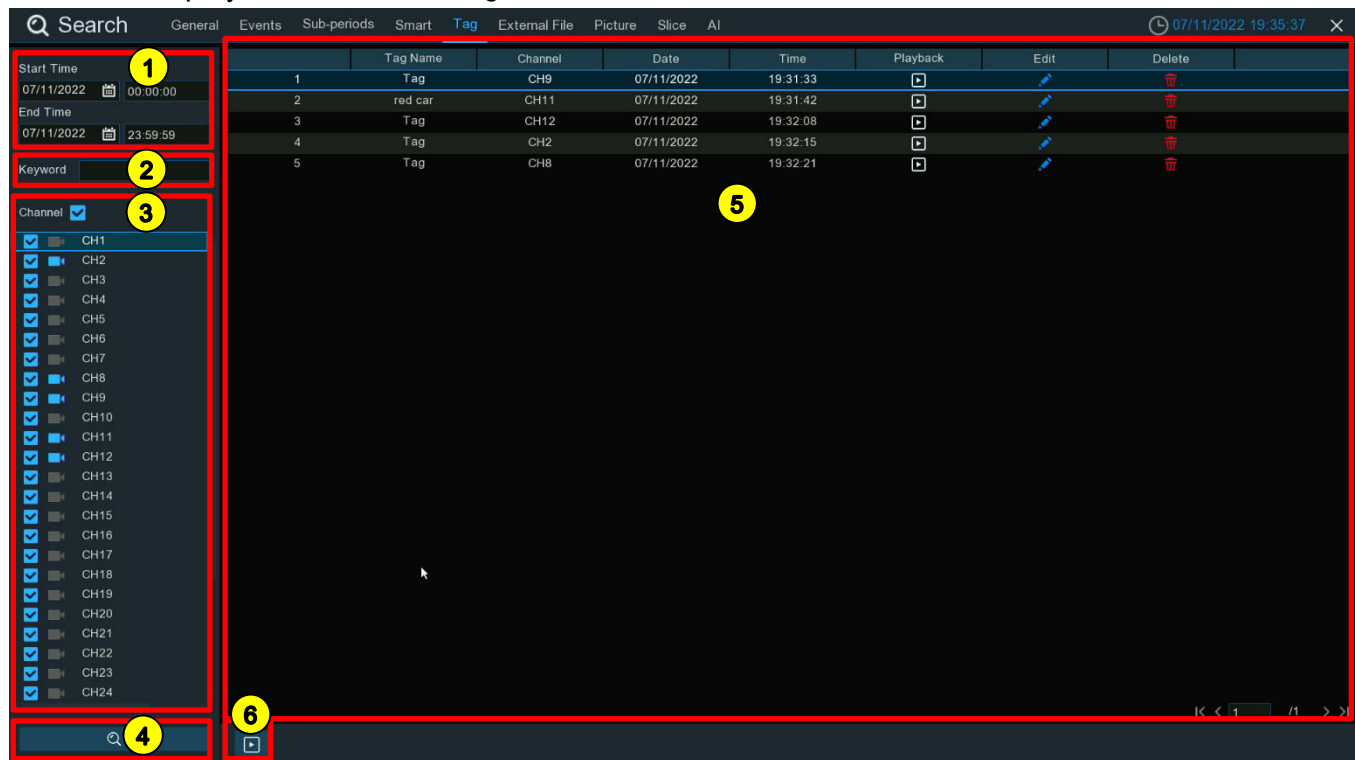 Search General Events Sub-periods Smart Tag External File Picture Slice AI 07/11/2022 19:35:37
Start Time
07/11/2022 00:00:00
End Time
07/11/2022 23:59:59
1
Keyword
2
Channel
3
CH1
CH2
CH3
CH4
CH5
CH6
CH7
CH8
CH9
CH10
CH11
CH12
CH13
CH14
CH15
CH16
CH17
CH18
CH19
CH20
CH21
CH22
CH23
CH24
4
Tag Name Channel Date Time Playback Edit Delete
1 Tag CH9 07/11/2022 19:31:33
2 red car CH11 07/11/2022 19:31:42
3 Tag CH12 07/11/2022 19:32:08
4 Tag CH2 07/11/2022 19:32:15
5 Tag CH8 07/11/2022 19:32:21
5
1 /1
6